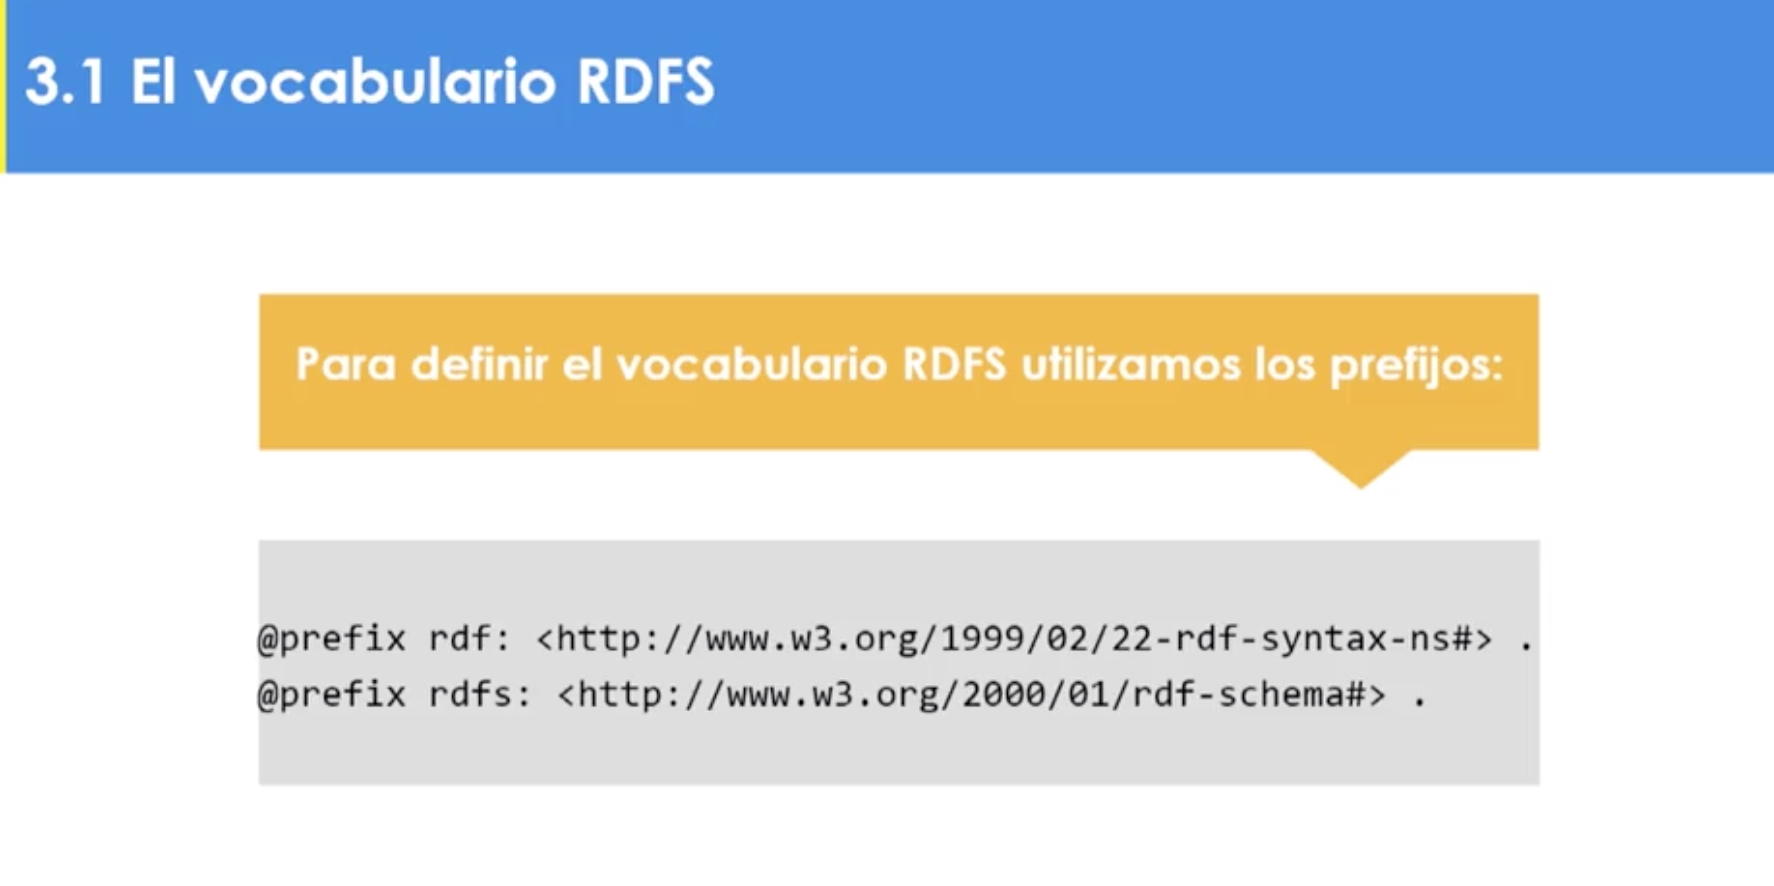 3.1 El vocabulario RDFS
Para definir el vocabulario RDFS utilizamos los prefijos:
@prefix rdf: <http://www.w3.org/1999/02/22-rdf-syntax-ns#> .
@prefix rdfs: <http://www.w3.org/2000/01/rdf-schema#> .